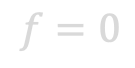 f = 0